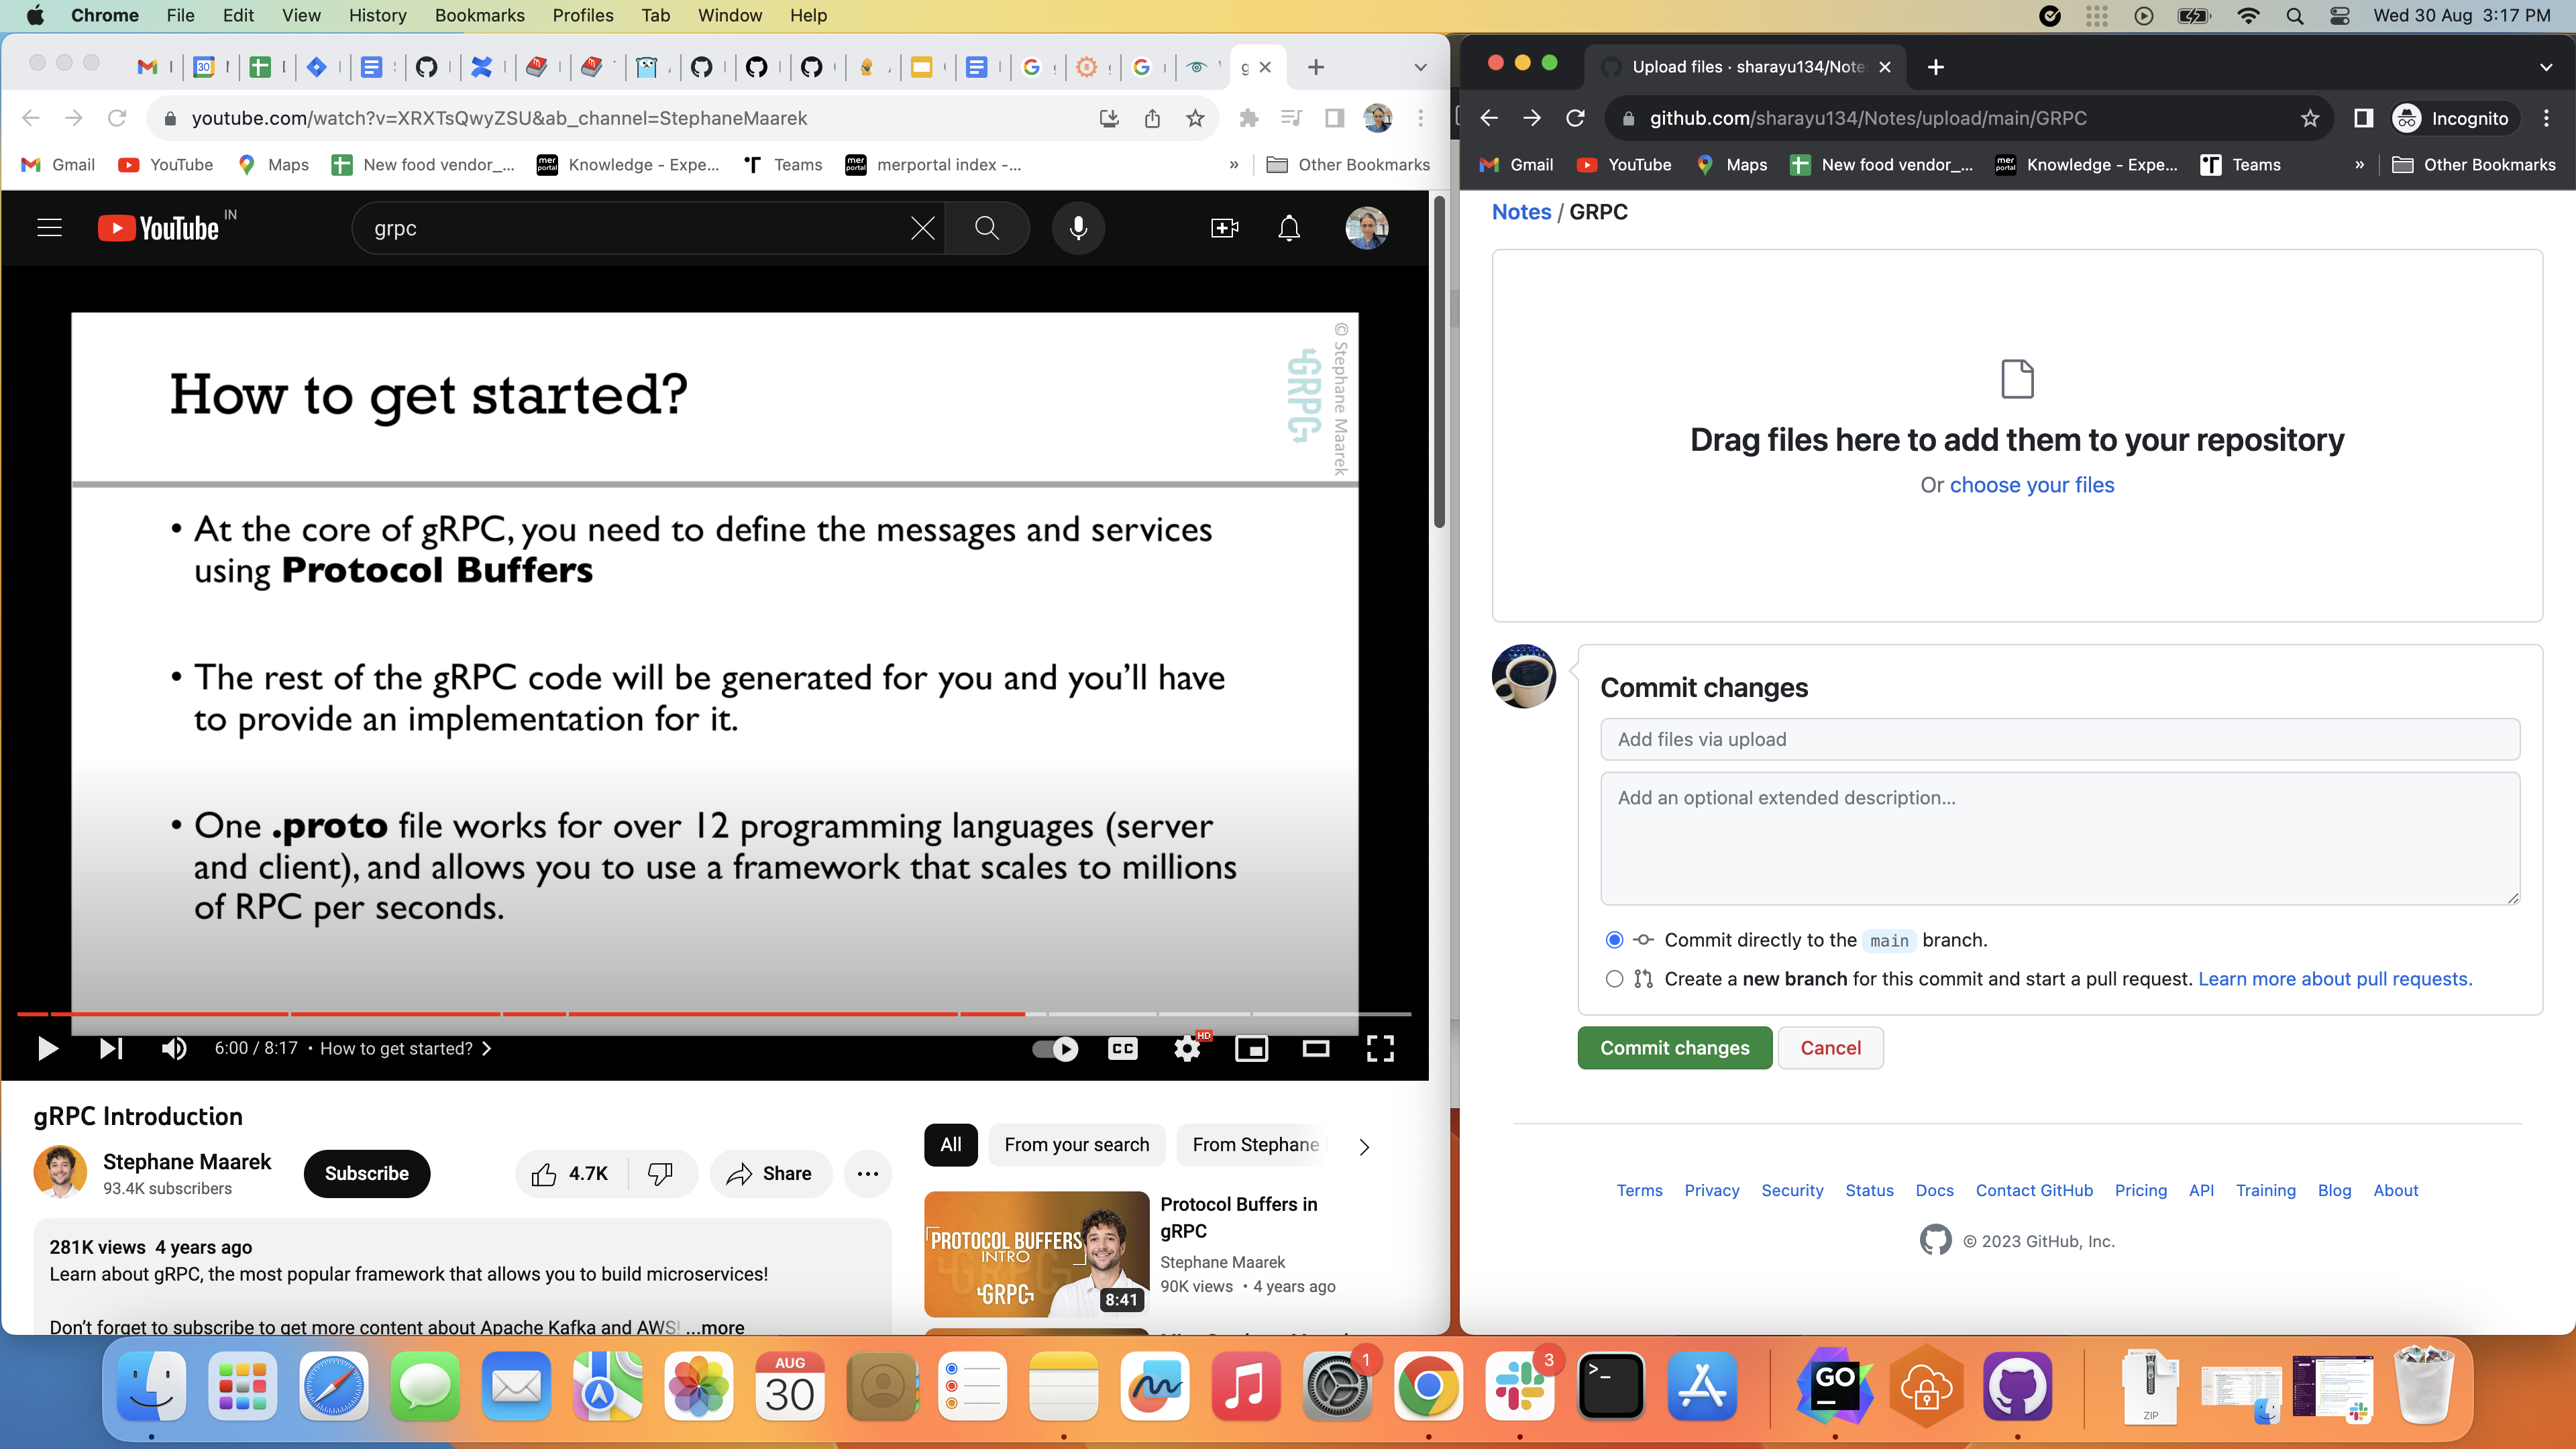 Chrome File Edit View History Bookmarks Profiles Tab Window Help
Wed 30 Aug 3:17 PM
youtube.com/watch?v=XRXTsQwyZSU&ab_channel=StephaneMaarek
Gmail YouTube Maps New food vendor_... Knowledge - Expe... Teams merportal index -... » Other Bookmarks
YouTube IN
grpc
How to get started?
GRPC
© Stephane Maarek
• At the core of gRPC, you need to define the messages and services
using Protocol Buffers
• The rest of the gRPC code will be generated for you and you'll have
to provide an implementation for it.
• One .proto file works for over 12 programming languages (server
and client), and allows you to use a framework that scales to millions
of RPC per seconds.
6:00 / 8:17 • How to get started?
CC
HD
gRPC Introduction
Stephane Maarek
93.4K subscribers
Subscribe
4.7K
Share
281K views 4 years ago
Learn about gRPC, the most popular framework that allows you to build microservices!
Don't forget to subscribe to get more content about Apache Kafka and AWS! ...more
All From your search From Stephane
PROTOCOL BUFFERS
INTRO
GRPC
8:41
Protocol Buffers in
gRPC
Stephane Maarek
90K views • 4 years ago
Upload files · sharayu134/Note
github.com/sharayu134/Notes/upload/main/GRPC
Incognito
Gmail YouTube Maps New food vendor_... Knowledge - Expe... Teams » Other Bookmarks
Notes / GRPC
Drag files here to add them to your repository
Or choose your files
Commit changes
Add files via upload
Add an optional extended description...
Commit directly to the main branch.
Create a new branch for this commit and start a pull request. Learn more about pull requests.
Commit changes Cancel
Terms Privacy Security Status Docs Contact GitHub Pricing API Training Blog About
© 2023 GitHub, Inc.
AUG
30
1
3
GO
ZIP